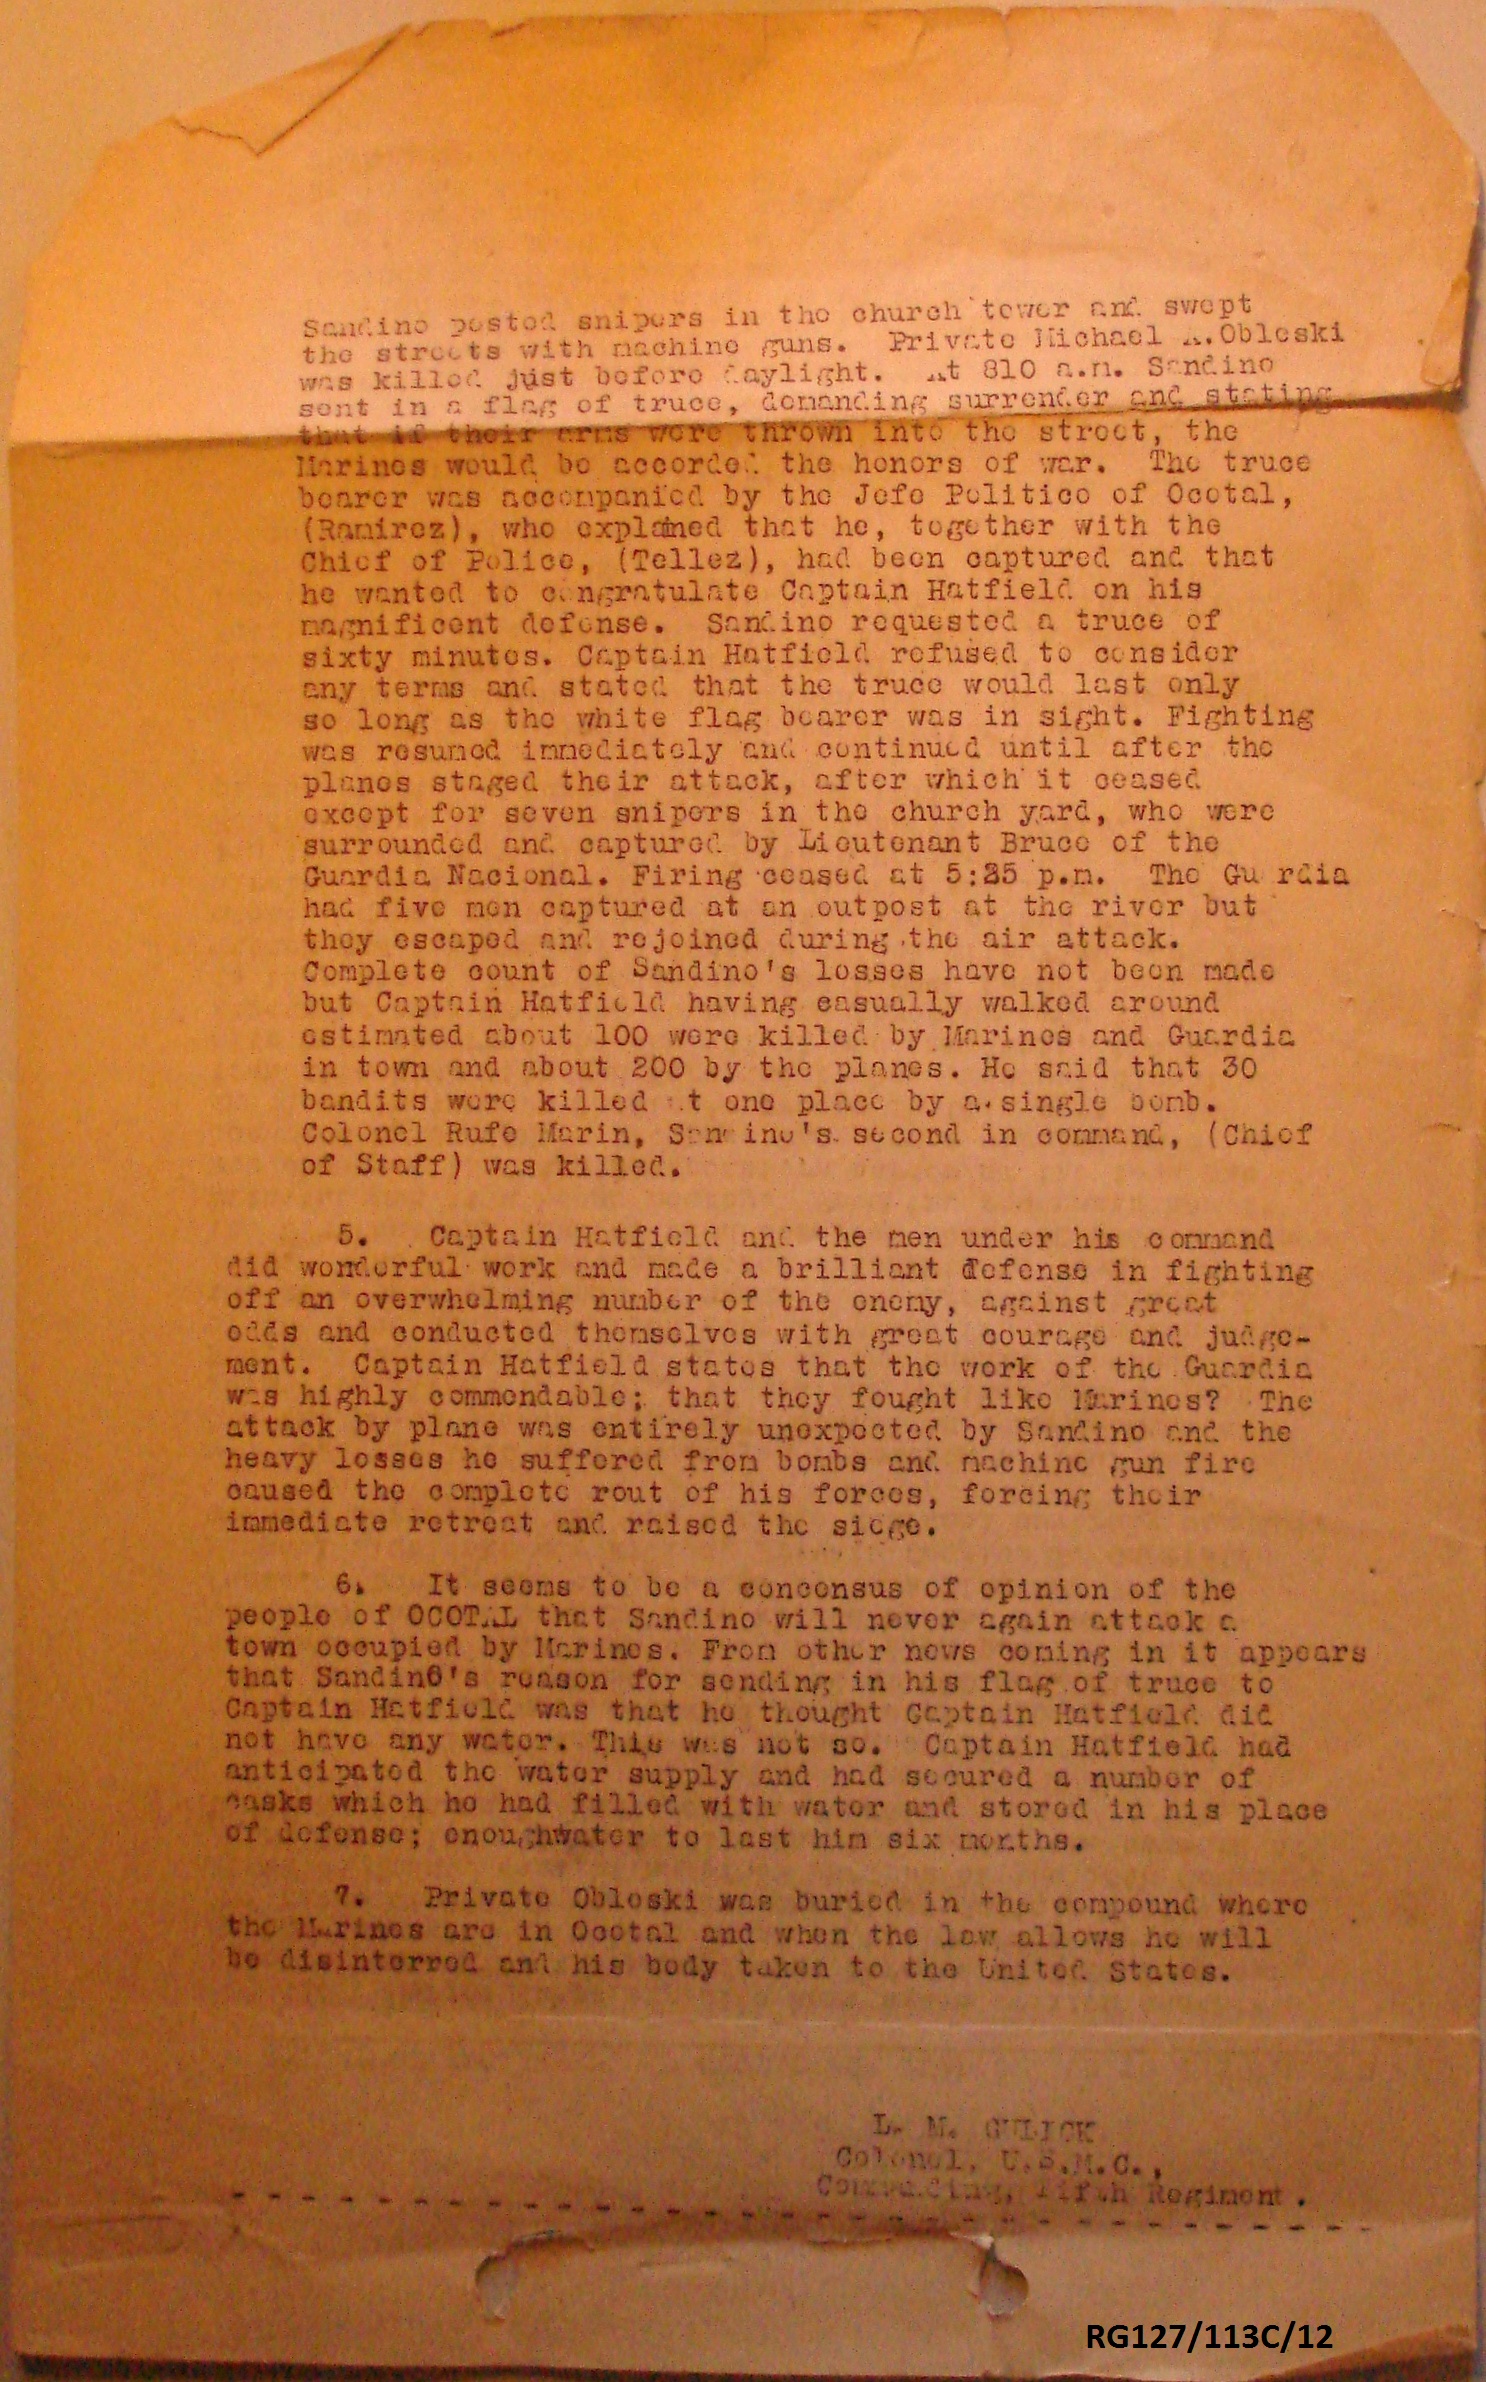 Sandino posted snipers in the church tower and swept
the streets with machine guns. Private Michael A.Obleski
was killed just before daylight. At 810 a.m. Sandino
sent in a flag of truce, demanding surrender and stating
that if their arms were thrown into the street, the
Marines would be accorded the honors of war. The truce
bearer was accompanied by the Jefe Politico of Ocotal,
(Ramirez), who explained that he, together with the
Chief of Police, (Tellez), had been captured and that
he wanted to congratulate Captain Hatfield on his
magnificent defense. Sandino requested a truce of
sixty minutes. Captain Hatfield refused to consider
any terms and stated that the truce would last only
so long as the white flag bearer was in sight. Fighting
was resumed immediately and continued until after the
planes staged their attack, after which it ceased
except for seven snipers in the church yard, who were
surrounded and captured by Lieutenant Bruce of the
Guardia Nacional. Firing ceased at p.m. The Gu rdia
had five men captured at an outpost at the river but
they escaped and rejoined during the air attack.
Complete count of Sandino's losses have not been made
but Captain Hatfield having casually walked around
estimated about 100 were killed by Marines and Guardia
in town and about 200 by the planes. He said that 30
bandits were killed at one place by a single bomb.
Colonel Rufo Marin, Sandino's second in command, (Chief
of Staff) was killed.
5. Captain Hatfield and the men under his command
did wonderful work and made a brilliant defense in fighting
off an overwhelming number of the enemy, against great
odds and conducted themselves with great courage and judge-
ment. Captain Hatfield states that the work of the Guardia
was highly commendable; that they fought like Marines? The
attack by plane was entirely unexpected by Sandino and the
heavy losses he suffered from bombs and machine gun fire
caused the complete rout of his forces, forcing their
immediate retreat and raised the siege.
6. It seems to be a concensus of opinion of the
people of OCOTAL that Sandino will never again attack a
town occupied by Marines. From other news coming in it appears
that Sandino's reason for sending in his flag of truce to
Captain Hatfield was that he thought Captain Hatfield did
not have any water. This was not so. Captain Hatfield had
anticipated the water supply and had secured a number of
casks which he had filled with water and stored in his place
of defense; enoughwater to last him six months.
7. Private Obleski was buried in the compound where
the Marines are in Ocotal and when the law allows he will
be disinterred and his body taken to the United States.
L. M. GULICK
Colonel, U.S.M.C.,
Commanding, Fifth Regiment.
RG127/113C/12